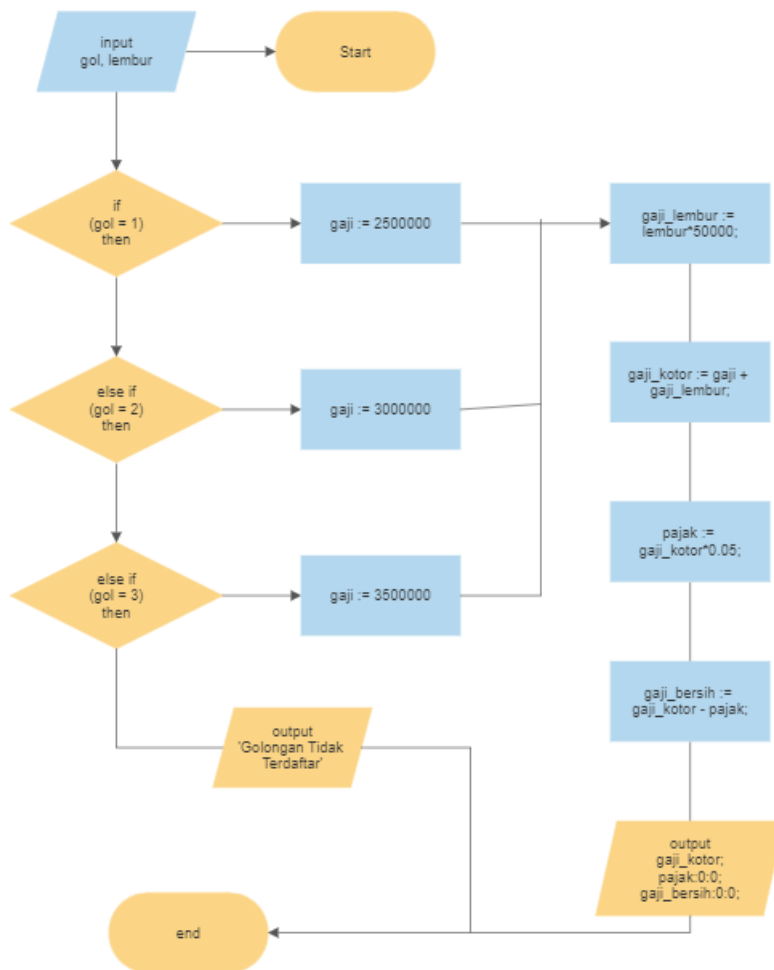 input
gol, lembur
Start
if
(gol = 1)
then
gaji := 2500000
gaji_lembur :=
lembur*50000;
else if
(gol = 2)
then
gaji := 3000000
gaji_kotor := gaji +
gaji_lembur;
else if
(gol = 3)
then
gaji := 3500000
pajak :=
gaji_kotor*0.05;
gaji_bersih :=
gaji_kotor - pajak;
output
'Golongan Tidak
Terdaftar'
output
gaji_kotor;
pajak:0:0;
gaji_bersih:0:0;
end